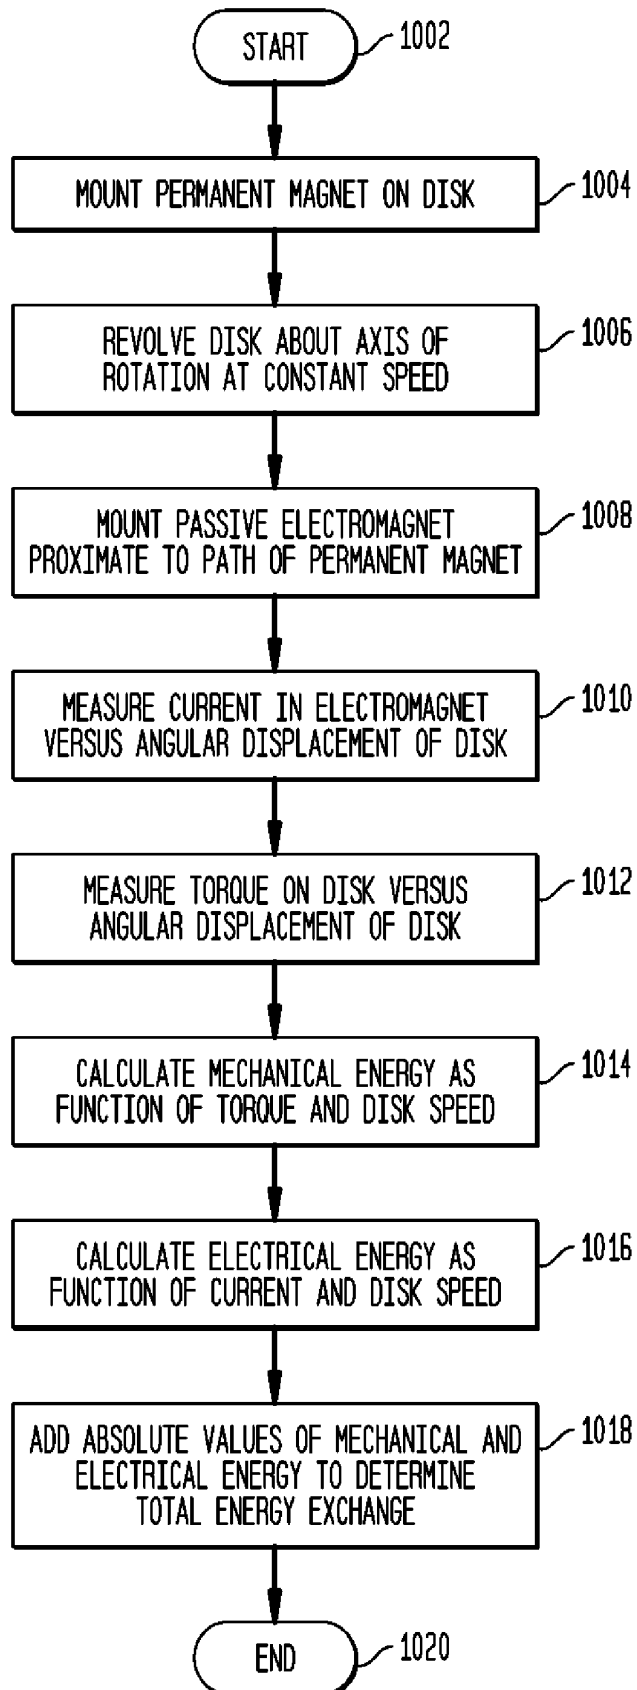 START
1002
MOUNT PERMANENT MAGNET ON DISK
1004
REVOLVE DISK ABOUT AXIS OF
ROTATION AT CONSTANT SPEED
1006
MOUNT PASSIVE ELECTROMAGNET
PROXIMATE TO PATH OF PERMANENT MAGNET
1008
MEASURE CURRENT IN ELECTROMAGNET
VERSUS ANGULAR DISPLACEMENT OF DISK
1010
MEASURE TORQUE ON DISK VERSUS
ANGULAR DISPLACEMENT OF DISK
1012
CALCULATE MECHANICAL ENERGY AS
FUNCTION OF TORQUE AND DISK SPEED
1014
CALCULATE ELECTRICAL ENERGY AS
FUNCTION OF CURRENT AND DISK SPEED
1016
ADD ABSOLUTE VALUES OF MECHANICAL AND
ELECTRICAL ENERGY TO DETERMINE
TOTAL ENERGY EXCHANGE
1018
END
1020